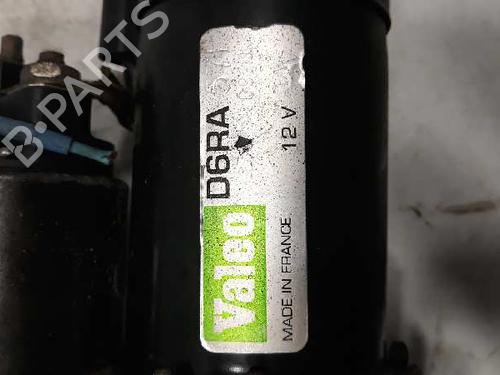 Valeo
D6RA
MADE IN FRANCE
12 V
B-PARTS